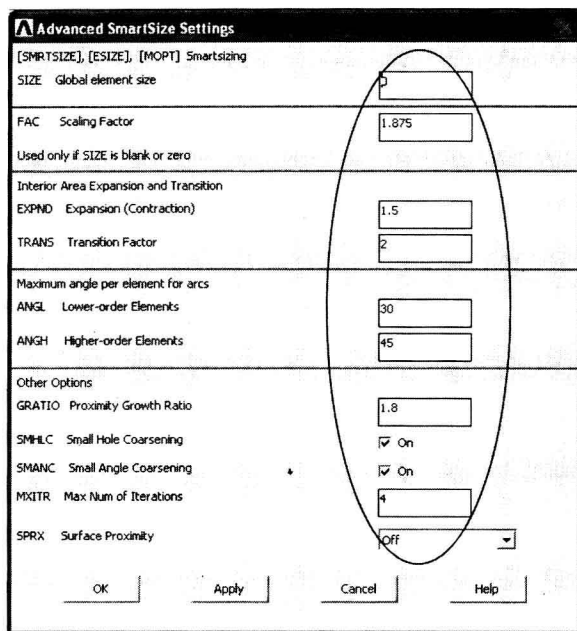 Advanced SmartSize Settings
[SMRTSIZE], [ESIZE], [MOPT] Smartsizing
SIZE Global element size
FAC Scaling Factor 1.875
Used only if SIZE is blank or zero
Interior Area Expansion and Transition
EXPND Expansion (Contraction) 1.5
TRANS Transition Factor 2
Maximum angle per element for arcs
ANGL Lower-order Elements 30
ANGH Higher-order Elements 45
Other Options
GRATIO Proximity Growth Ratio 1.8
SMHLC Small Hole Coarsening On
SMANC Small Angle Coarsening On
MXITR Max Num of Iterations 4
SPRX Surface Proximity Off
OK Apply Cancel Help